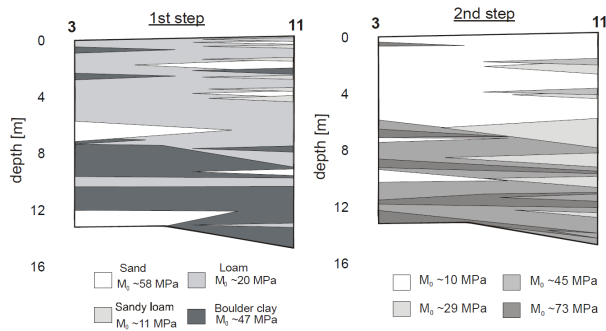 1st step
3
11
0
4
8
12
16
depth [m]
Sand
M₀ ~58 MPa
Loam
M₀ ~20 MPa
Sandy loam
M₀ ~11 MPa
Boulder clay
M₀ ~47 MPa
2nd step
3
11
0
4
8
12
16
depth [m]
M₀ ~10 MPa
M₀ ~45 MPa
M₀ ~29 MPa
M₀ ~73 MPa